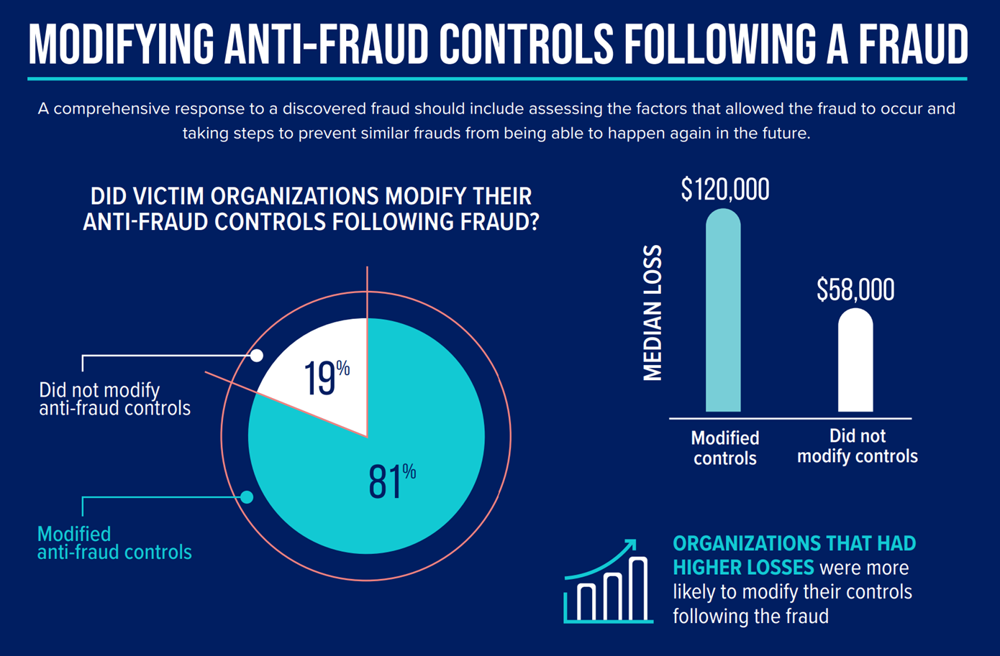 MODIFYING ANTI-FRAUD CONTROLS FOLLOWING A FRAUD
A comprehensive response to a discovered fraud should include assessing the factors that allowed the fraud to occur and
taking steps to prevent similar frauds from being able to happen again in the future.
DID VICTIM ORGANIZATIONS MODIFY THEIR
ANTI-FRAUD CONTROLS FOLLOWING FRAUD?
19%
Did not modify
anti-fraud controls
81%
Modified
anti-fraud controls
MEDIAN LOSS
$120,000
$58,000
Modified
controls
Did not
modify controls
ORGANIZATIONS THAT HAD
HIGHER LOSSES were more
likely to modify their controls
following the fraud